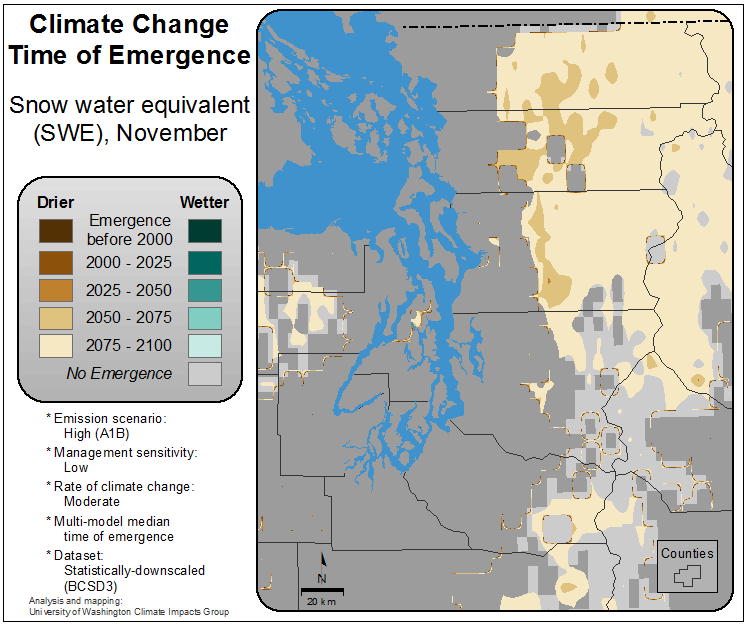 Climate Change
Time of Emergence
Snow water equivalent
(SWE), November
Drier
Wetter
Emergence
before 2000
2000 - 2025
2025 - 2050
2050 - 2075
2075 - 2100
No Emergence
* Emission scenario:
High (A1B)
* Management sensitivity:
Low
* Rate of climate change:
Moderate
* Multi-model median
time of emergence
* Dataset:
Statistically-downscaled
(BCSD3)
Analysis and mapping:
University of Washington Climate Impacts Group
N
20 km
Counties